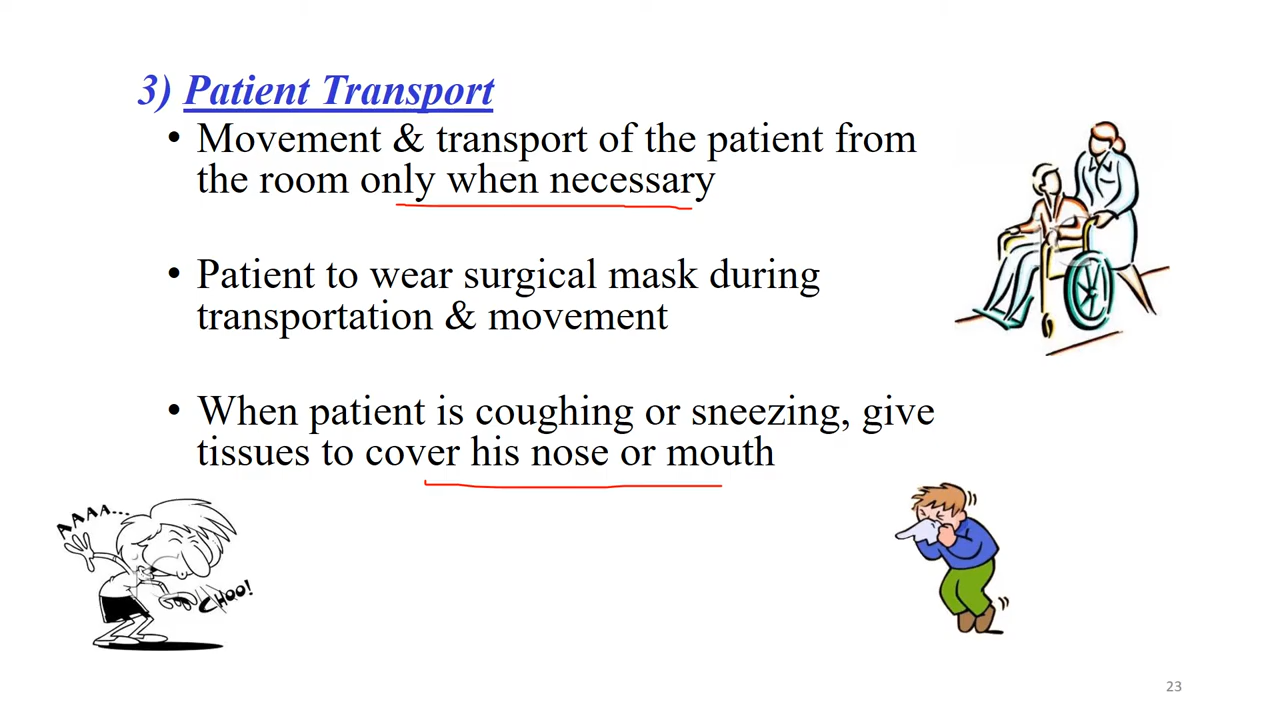 3) Patient Transport
• Movement & transport of the patient from
the room only when necessary
• Patient to wear surgical mask during
transportation & movement
• When patient is coughing or sneezing, give
tissues to cover his nose or mouth
AAAA...
CHOO!
23